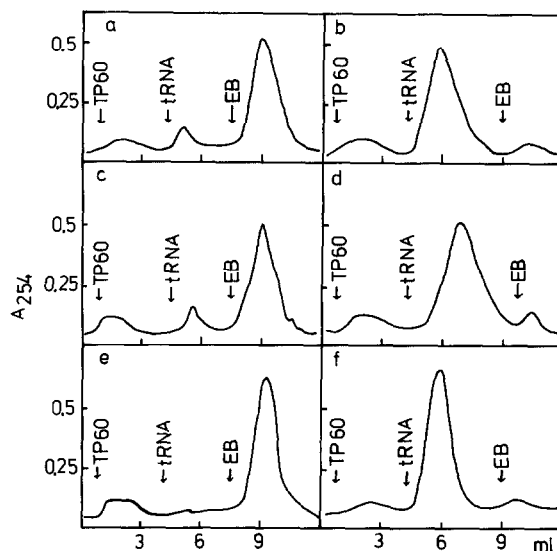 a b
0,5
0,25
TP60 tRNA EB TP60 tRNA EB
c d
0,5
0,25
A254
TP60 tRNA EB TP60 tRNA EB
e f
0,5
0,25
TP60 tRNA EB TP60 tRNA EB
3 6 9 3 6 9 ml